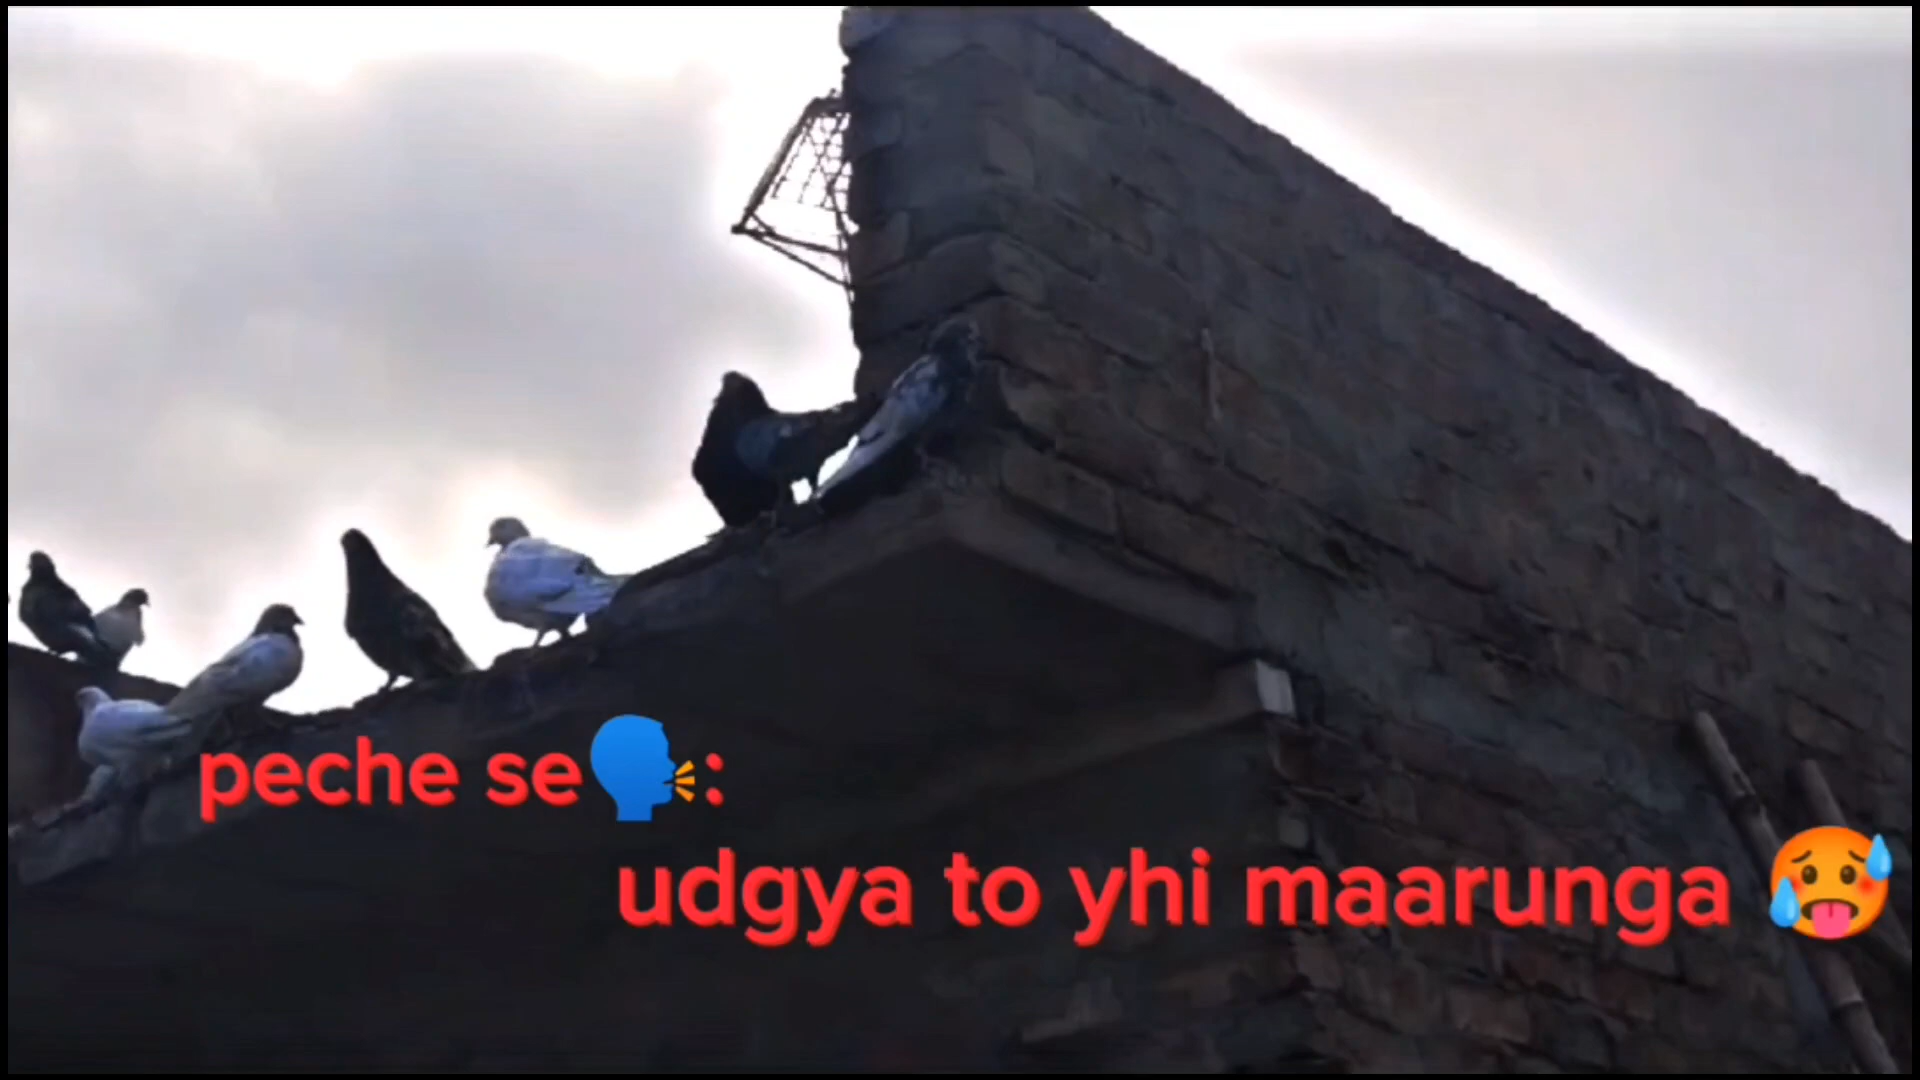 peche se🗣️:
udgya to yhi maarunga 🥵